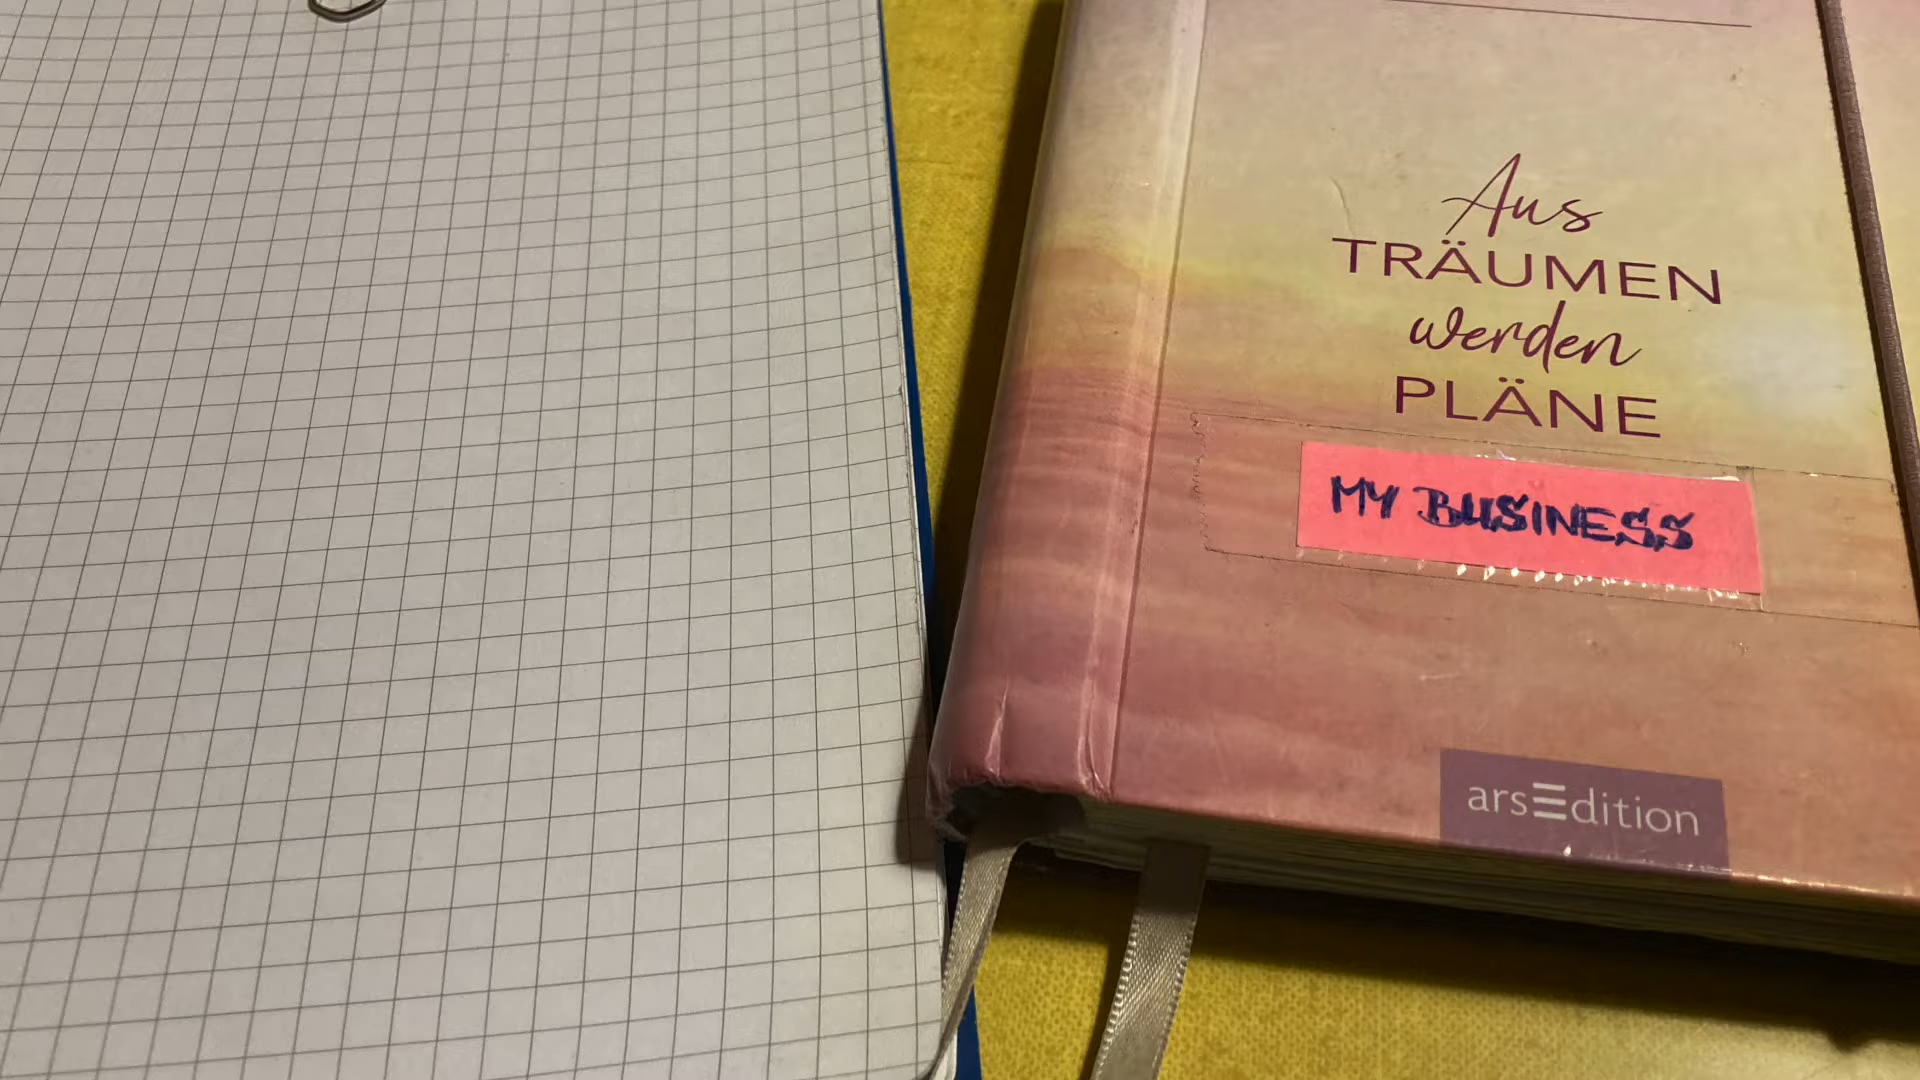 Aus
TRÄUMEN
werden
PLÄNE
MY BUSINESS
arsEdition